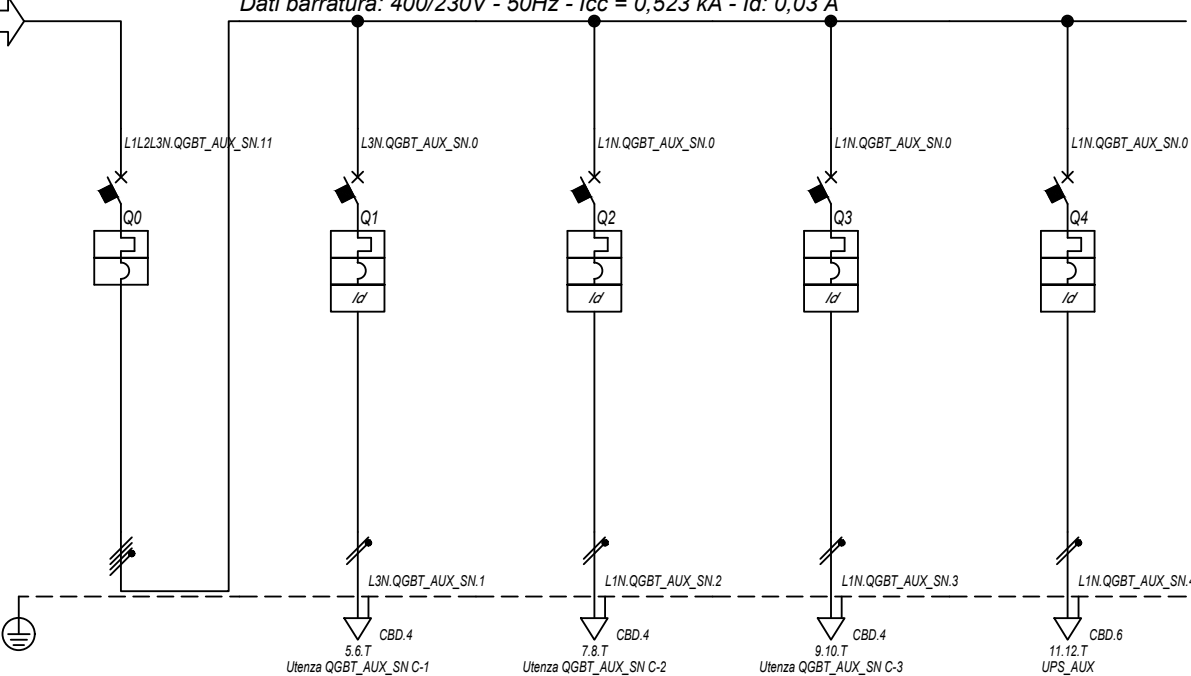 Dati barratura: 400/230V - 50Hz - Icc = 0,523 kA - Id: 0,03 A
L1L2L3N.QGBT_AUX_SN.11
L3N.QGBT_AUX_SN.0
L1N.QGBT_AUX_SN.0
L1N.QGBT_AUX_SN.0
L1N.QGBT_AUX_SN.0
Q0
Q1
Q2
Q3
Q4
Id
Id
Id
Id
L3N.QGBT_AUX_SN.1
L1N.QGBT_AUX_SN.2
L1N.QGBT_AUX_SN.3
L1N.QGBT_AUX_SN.4
CBD.4
CBD.4
CBD.4
CBD.6
5.6.T
Utenza QGBT_AUX_SN C-1
7.8.T
Utenza QGBT_AUX_SN C-2
9.10.T
Utenza QGBT_AUX_SN C-3
11.12.T
UPS_AUX